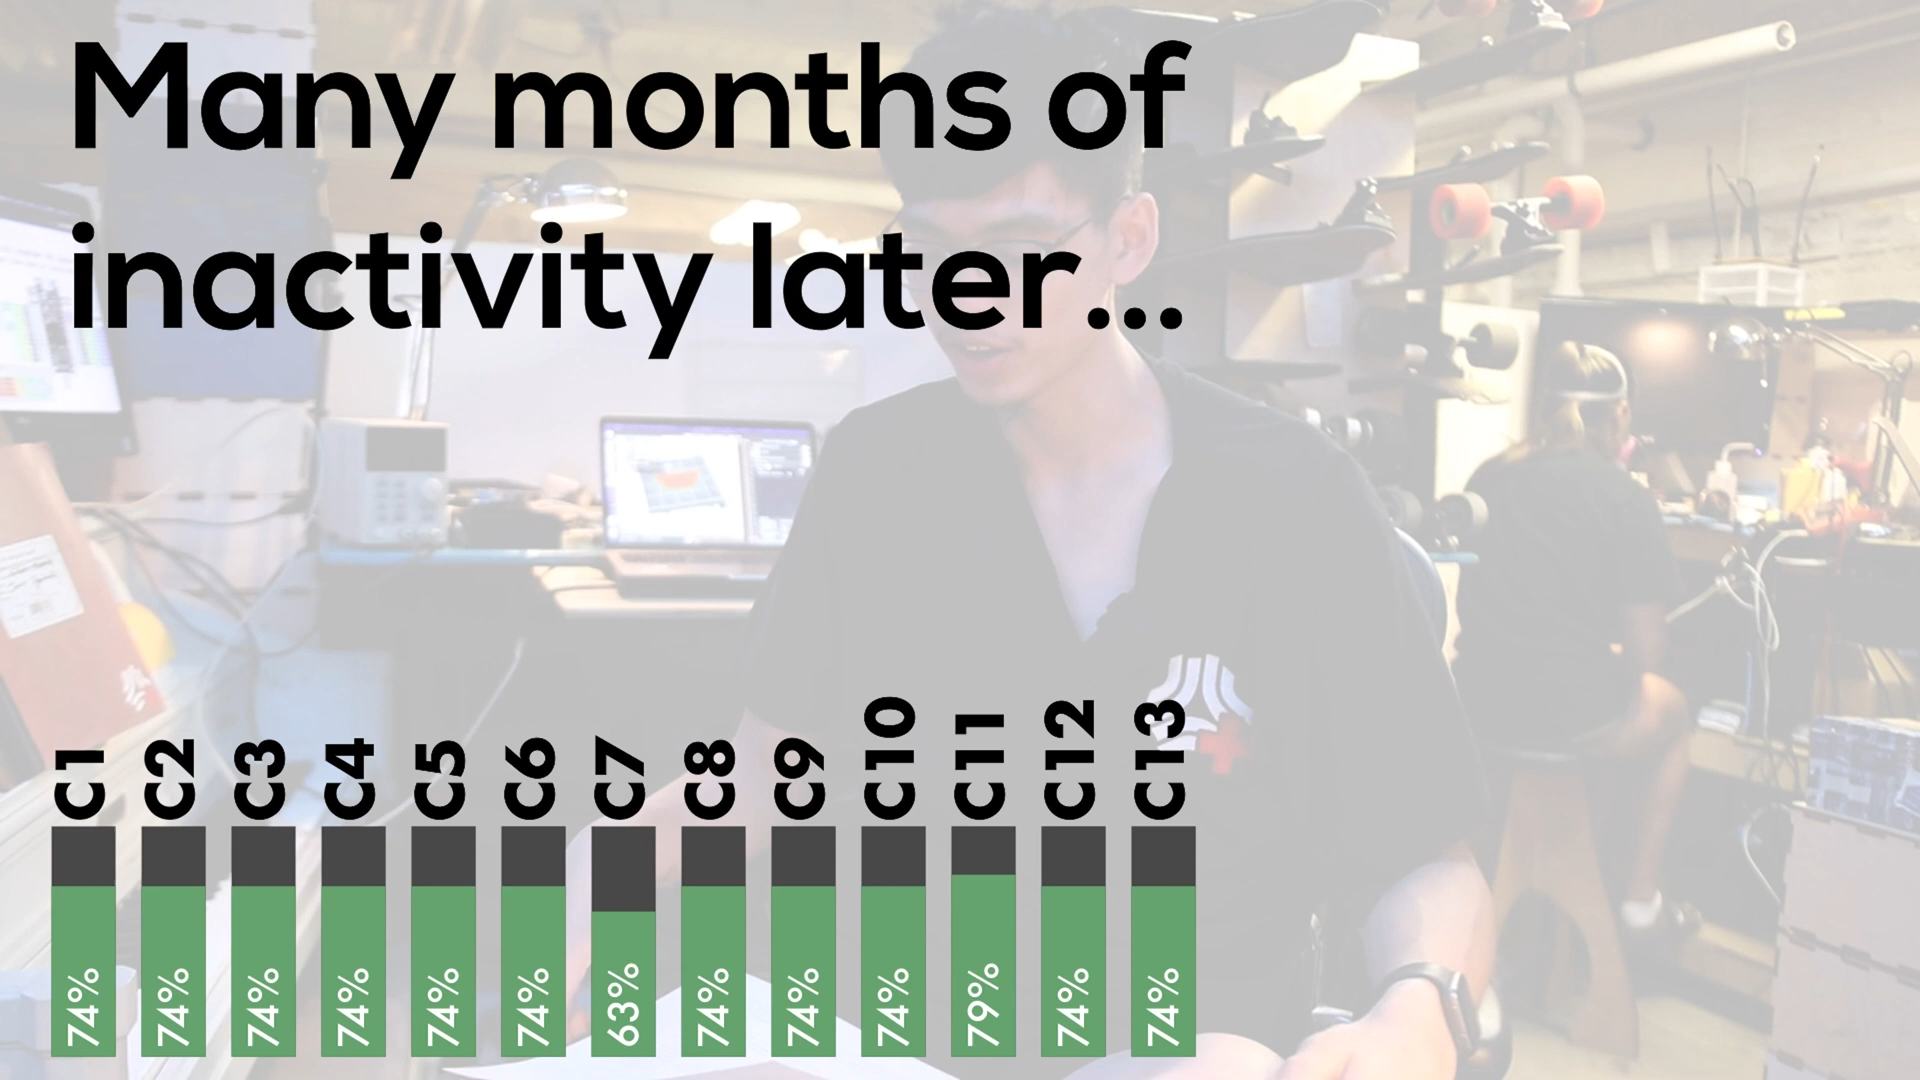 Many months of
inactivity later...
C1 C2 C3 C4 C5 C6 C7 C8 C9 C10 C11 C12 C13
74% 74% 74% 74% 74% 74% 63% 74% 74% 74% 79% 74% 74%